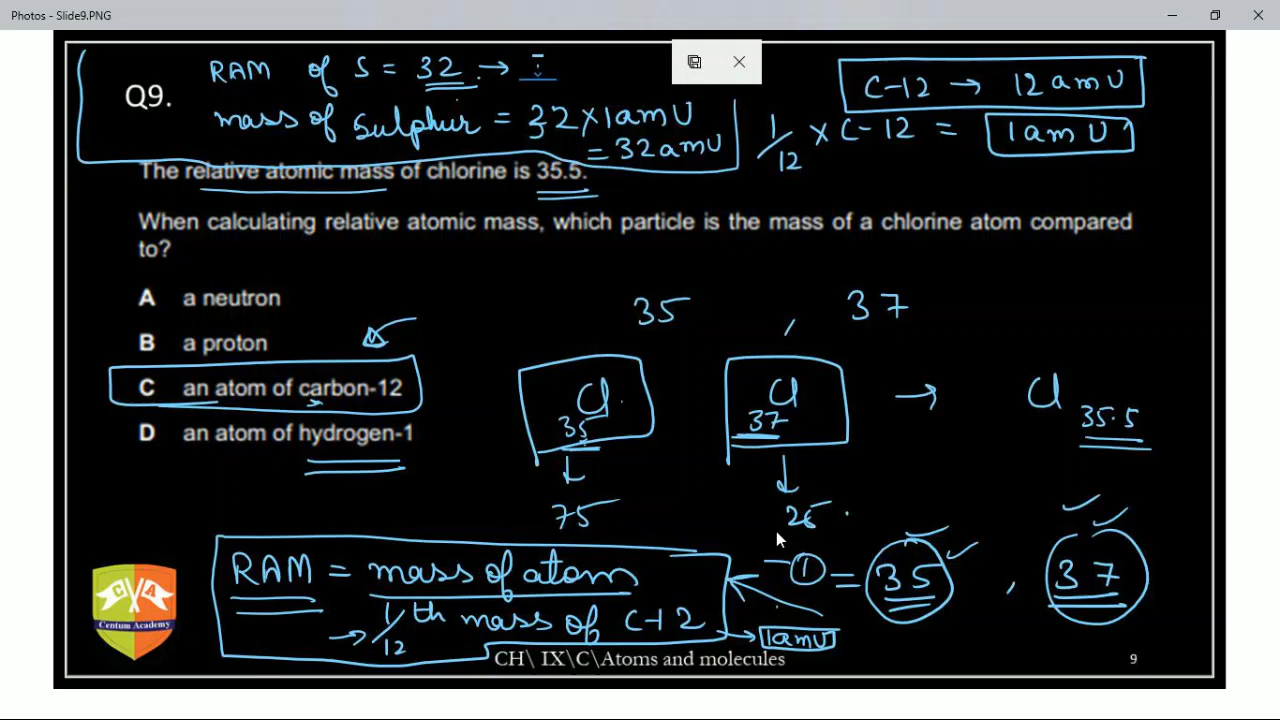 Photos - Slide9.PNG
RAM of S = 32 →
Q9.
mass of Sulphur = 32 × 1amU
= 32amU
C-12 → 12amU
1/12 × C-12 = 1amU
The relative atomic mass of chlorine is 35.5.
When calculating relative atomic mass, which particle is the mass of a chlorine atom compared
to?
A a neutron
B a proton
C an atom of carbon-12
D an atom of hydrogen-1
35 , 37
Cl 35 Cl 37 → Cl 35.5
75 25
RAM = mass of atom
→ 1/12 th mass of C-12 → 1amU
— ① = 35 , 37
Centum Academy
CH\ IX\C\Atoms and molecules
9